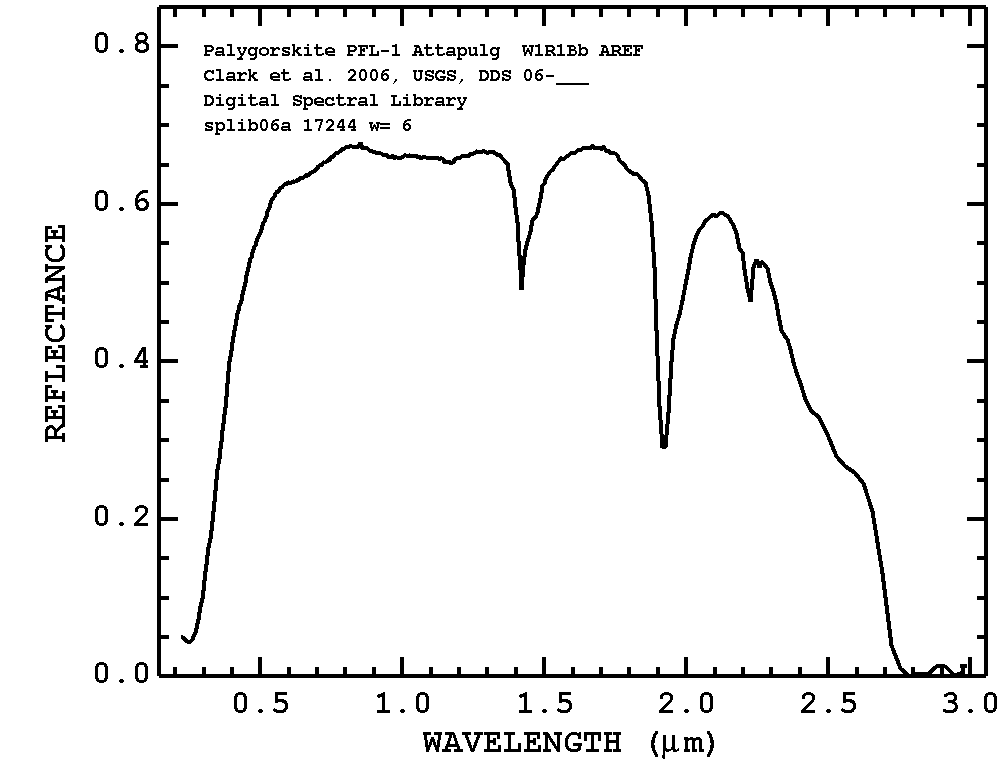 0.8
Palygorskite PFL-1 Attapulg  W1R1Bb AREF
Clark et al. 2006, USGS, DDS 06-___
Digital Spectral Library
splib06a 17244 w= 6
0.6
0.4
0.2
0.0
REFLECTANCE
0.5 1.0 1.5 2.0 2.5 3.0
WAVELENGTH (μm)